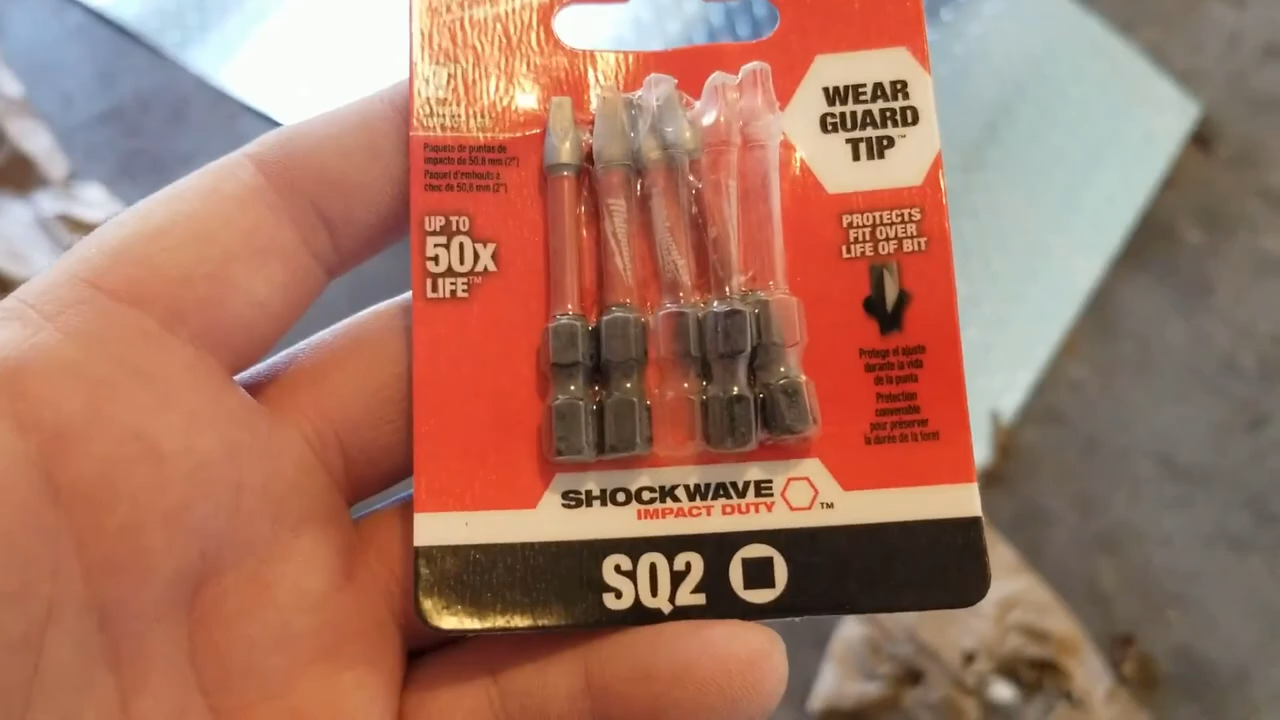 Paquete de puntas de
impacto de 50.8 mm (2")
Paquet d'embouts à
choc de 50,8 mm (2")
UP TO
50x
LIFE™
WEAR
GUARD
TIP™
PROTECTS
FIT OVER
LIFE OF BIT
Protege el ajuste
durante la vida
de la punta
Protection
convenable
pour préserver
la durée de la foret
Milwaukee
SHOCKWAVE
IMPACT DUTY™
SQ2